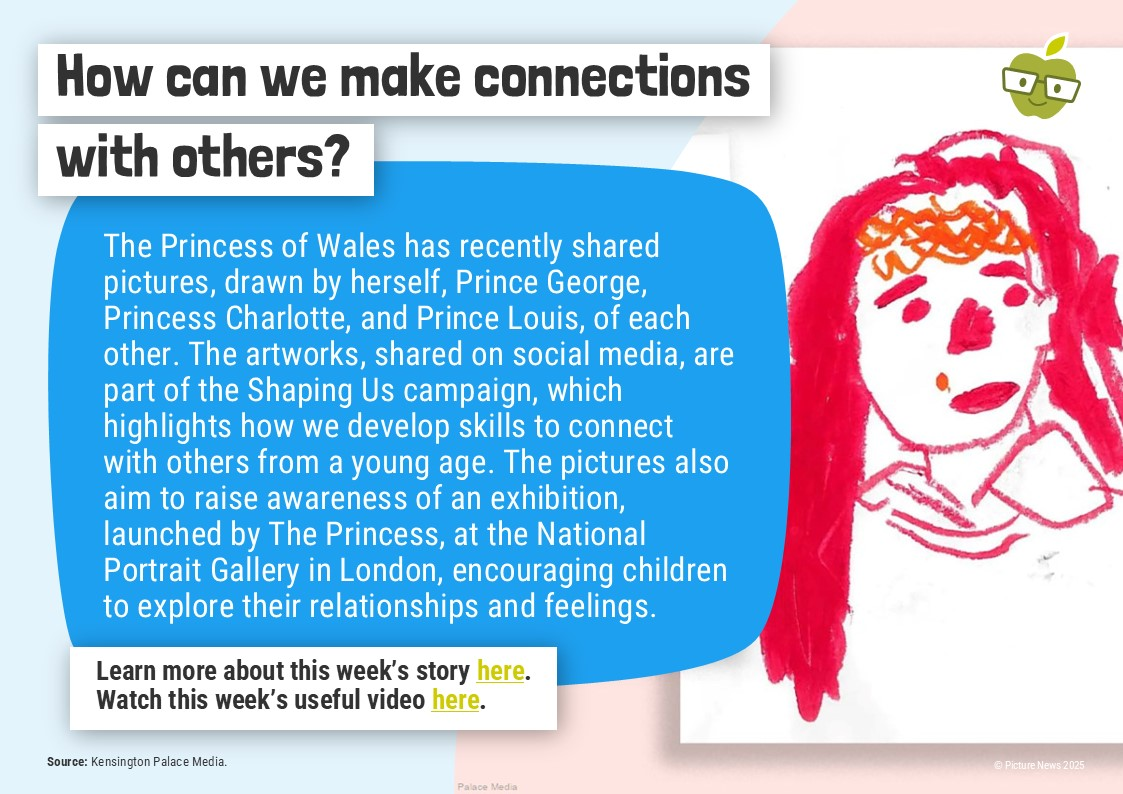 How can we make connections
with others?
The Princess of Wales has recently shared
pictures, drawn by herself, Prince George,
Princess Charlotte, and Prince Louis, of each
other. The artworks, shared on social media, are
part of the Shaping Us campaign, which
highlights how we develop skills to connect
with others from a young age. The pictures also
aim to raise awareness of an exhibition,
launched by The Princess, at the National
Portrait Gallery in London, encouraging children
to explore their relationships and feelings.
Learn more about this week’s story here.
Watch this week’s useful video here.
Source: Kensington Palace Media.
© Picture News 2025
Palace Media